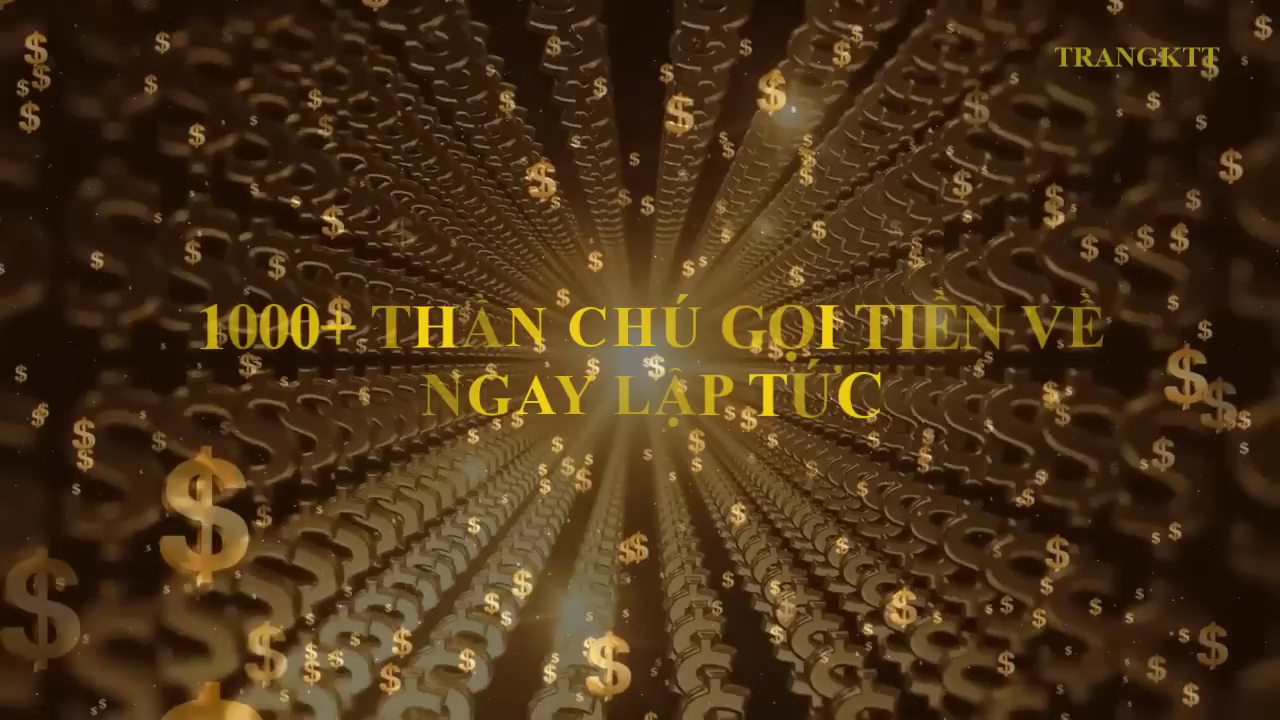 TRANGKTT
1000+ THẦN CHÚ GỌI TIỀN VỀ
NGAY LẬP TỨC